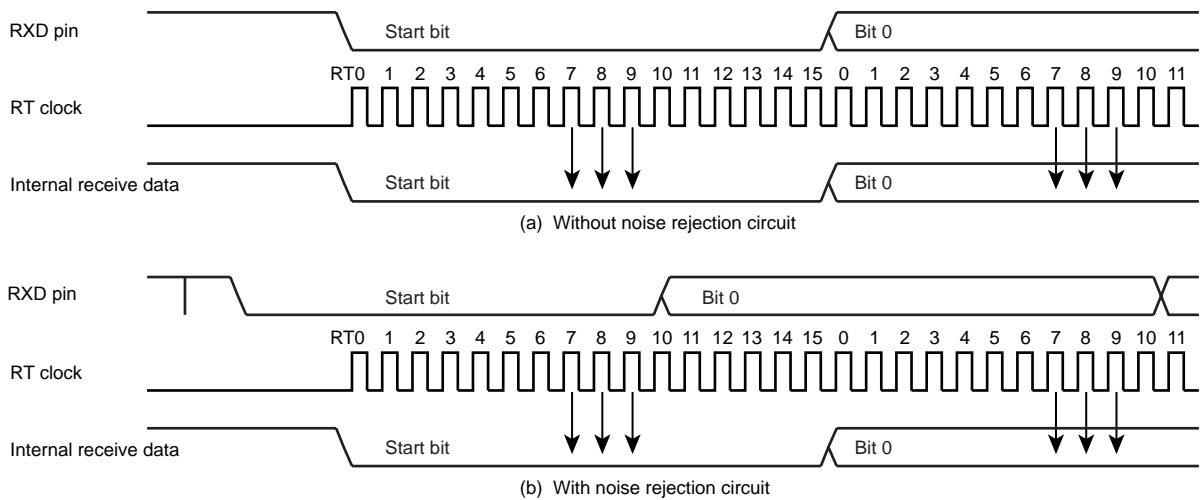 RXD pin
Start bit
Bit 0
RT0 1 2 3 4 5 6 7 8 9 10 11 12 13 14 15 0 1 2 3 4 5 6 7 8 9 10 11
RT clock
Internal receive data
Start bit
Bit 0
(a) Without noise rejection circuit
RXD pin
Start bit
Bit 0
RT0 1 2 3 4 5 6 7 8 9 10 11 12 13 14 15 0 1 2 3 4 5 6 7 8 9 10 11
RT clock
Internal receive data
Start bit
Bit 0
(b) With noise rejection circuit